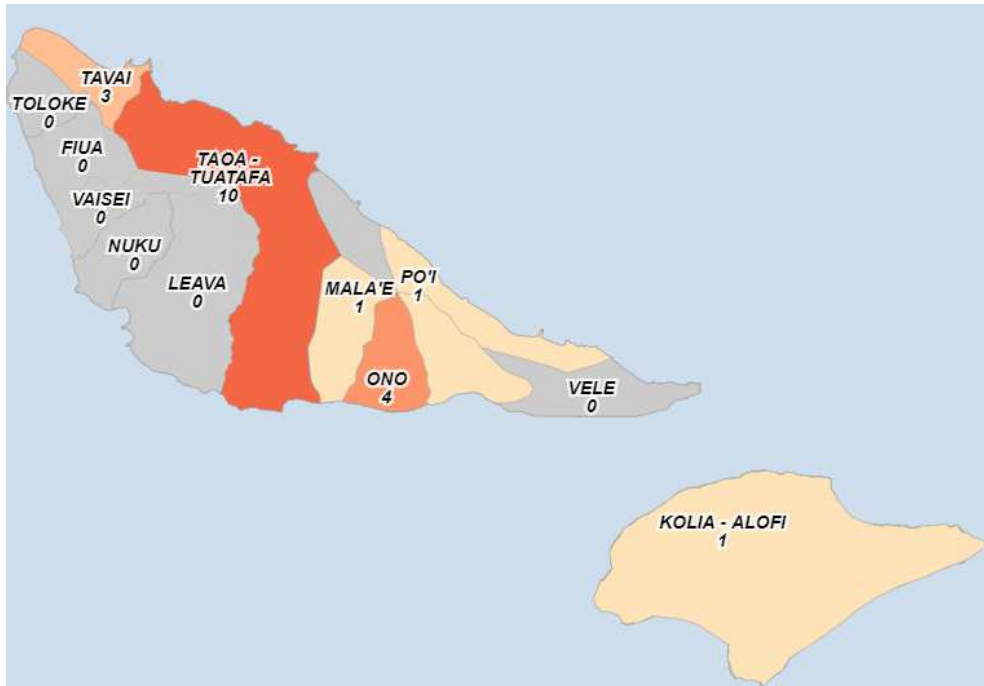 TAVAI
3
TOLOKE
0
FIUA
0
TAOA -
TUATAFA
10
VAISEI
0
NUKU
0
LEAVA
0
MALA'E
1
PO'I
1
ONO
4
VELE
0
KOLIA - ALOFI
1